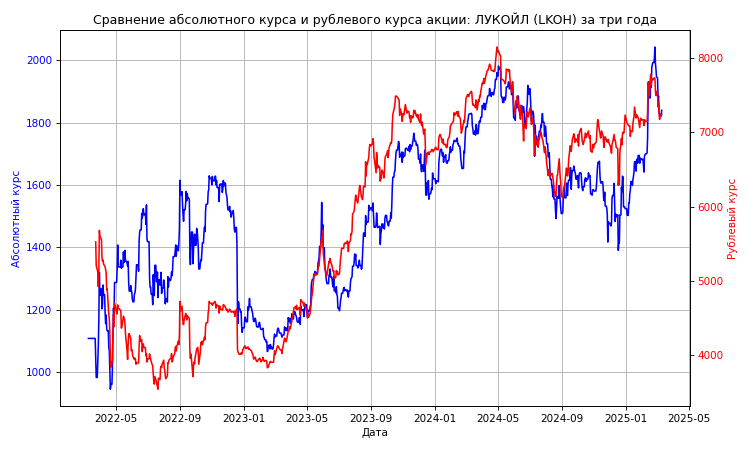 Сравнение абсолютного курса и рублевого курса акции: ЛУКОЙЛ (LKOH) за три года
2000
1800
1600
1400
1200
1000
Абсолютный курс
8000
7000
6000
5000
4000
Рублевый курс
2022-05 2022-09 2023-01 2023-05 2023-09 2024-01 2024-05 2024-09 2025-01 2025-05
Дата